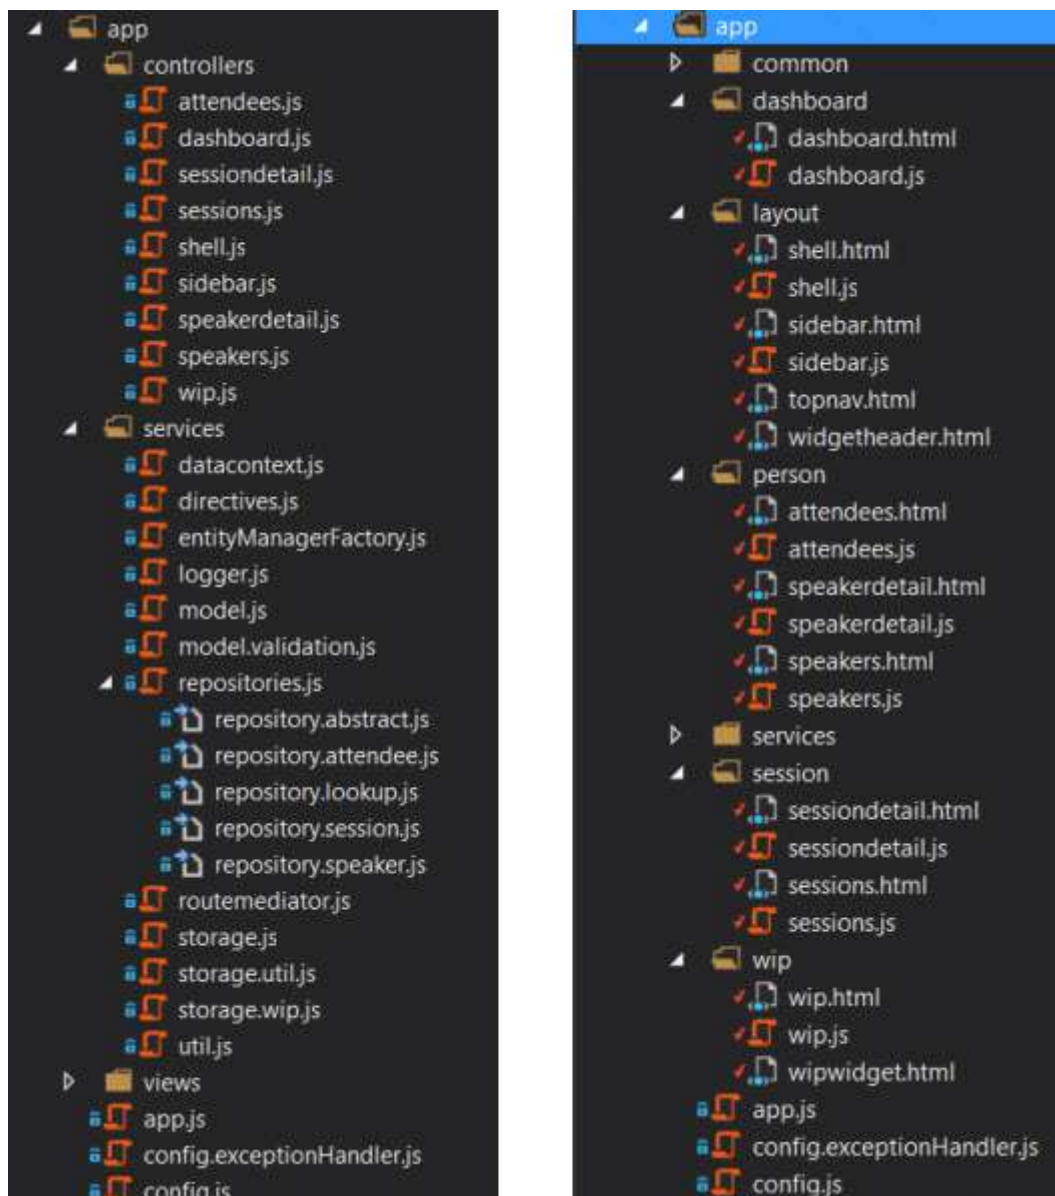 app
controllers
attendees.js
dashboard.js
sessiondetail.js
sessions.js
shell.js
sidebar.js
speakerdetail.js
speakers.js
wip.js
services
datacontext.js
directives.js
entityManagerFactory.js
logger.js
model.js
model.validation.js
repositories.js
repository.abstract.js
repository.attendee.js
repository.lookup.js
repository.session.js
repository.speaker.js
routemediator.js
storage.js
storage.util.js
storage.wip.js
util.js
views
app.js
config.exceptionHandler.js
config.js
app
common
dashboard
dashboard.html
dashboard.js
layout
shell.html
shell.js
sidebar.html
sidebar.js
topnav.html
widgetheader.html
person
attendees.html
attendees.js
speakerdetail.html
speakerdetail.js
speakers.html
speakers.js
services
session
sessiondetail.html
sessiondetail.js
sessions.html
sessions.js
wip
wip.html
wip.js
wipwidget.html
app.js
config.exceptionHandler.js
config.js